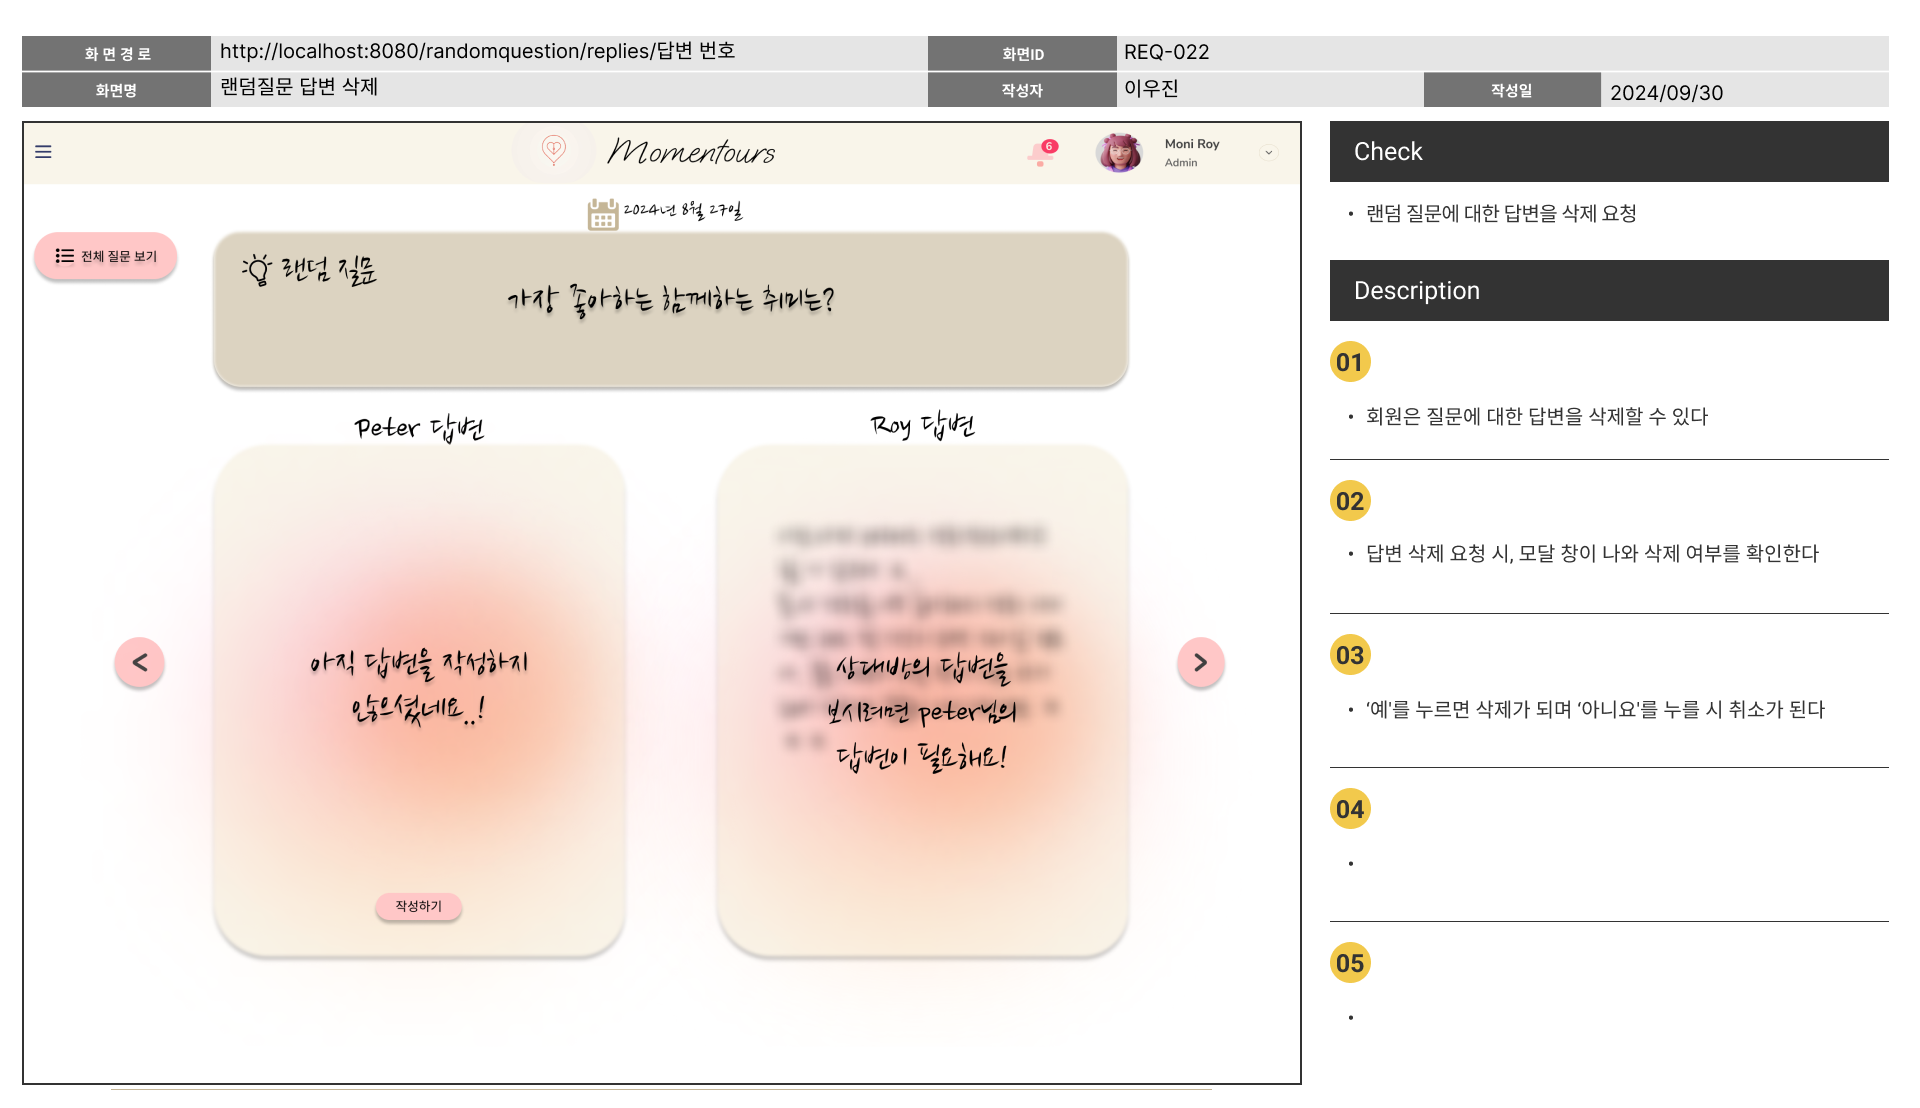 화 면 경 로
http://localhost:8080/randomquestion/replies/답변 번호
화면ID
REQ-022
화면명
랜덤질문 답변 삭제
작성자
이우진
작성일
2024/09/30
Momentours
6
Moni Roy
Admin
2024년 8월 27일
전체 질문 보기
랜덤 질문
가장 좋아하는 함께하는 취미는?
Peter 답변
아직 답변을 작성하지
않으셨네요..!
작성하기
Roy 답변
상대방의 답변을
보시려면 peter님의
답변이 필요해요!
<
>
Check
• 랜덤 질문에 대한 답변을 삭제 요청
Description
01
• 회원은 질문에 대한 답변을 삭제할 수 있다
02
• 답변 삭제 요청 시, 모달 창이 나와 삭제 여부를 확인한다
03
• ‘예'를 누르면 삭제가 되며 ‘아니요'를 누를 시 취소가 된다
04
•
05
•